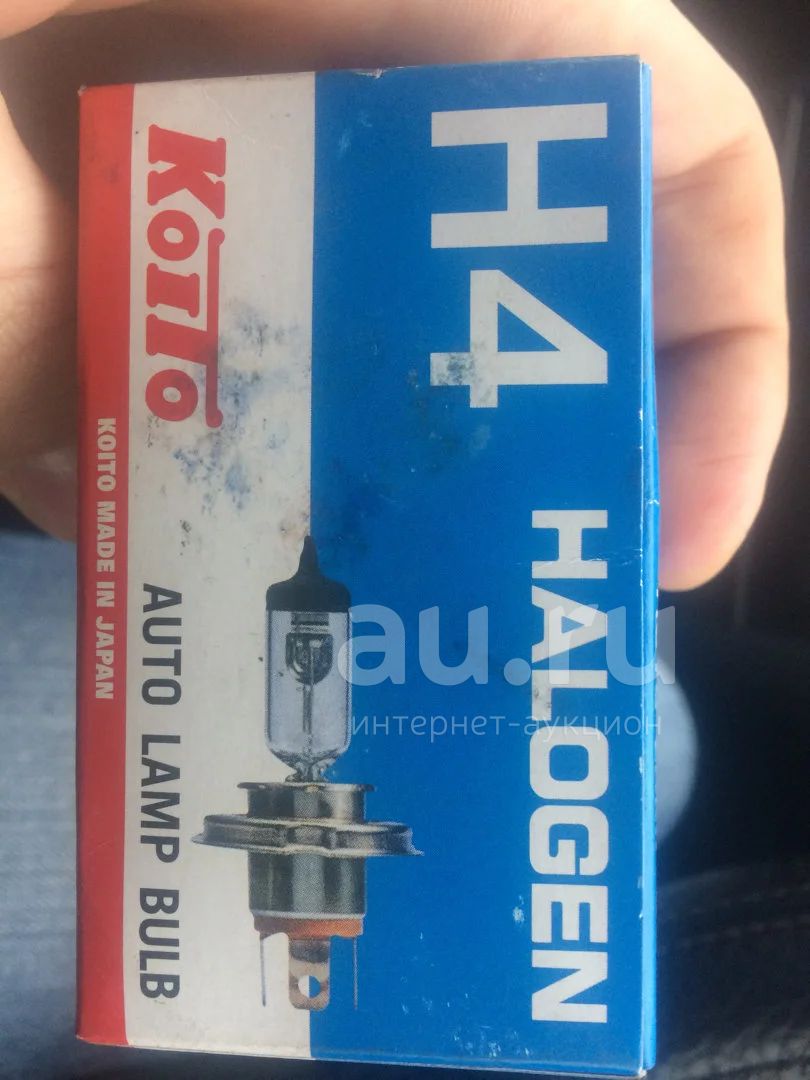 H4 HALOGEN
KOITO
AUTO LAMP BULB
KOITO MADE IN JAPAN
au.ru
интернет-аукцион